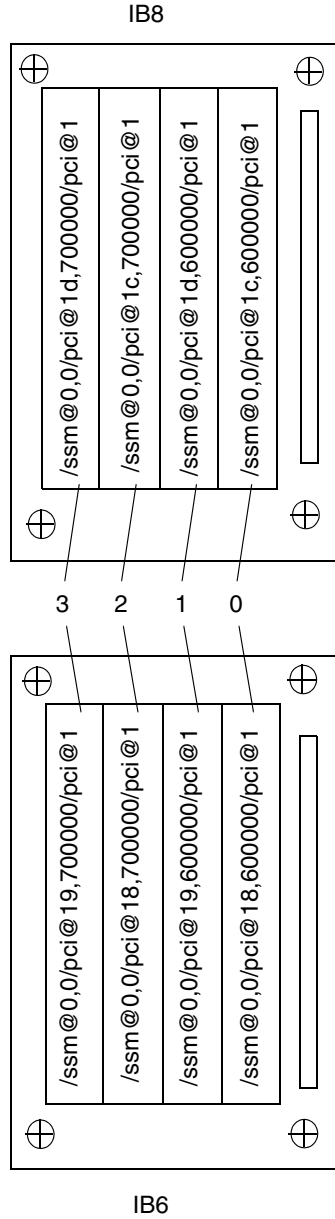 IB8
/ssm@0,0/pci@1d,700000/pci@1
/ssm@0,0/pci@1c,700000/pci@1
/ssm@0,0/pci@1d,600000/pci@1
/ssm@0,0/pci@1c,600000/pci@1
3 2 1 0
/ssm@0,0/pci@19,700000/pci@1
/ssm@0,0/pci@18,700000/pci@1
/ssm@0,0/pci@19,600000/pci@1
/ssm@0,0/pci@18,600000/pci@1
IB6